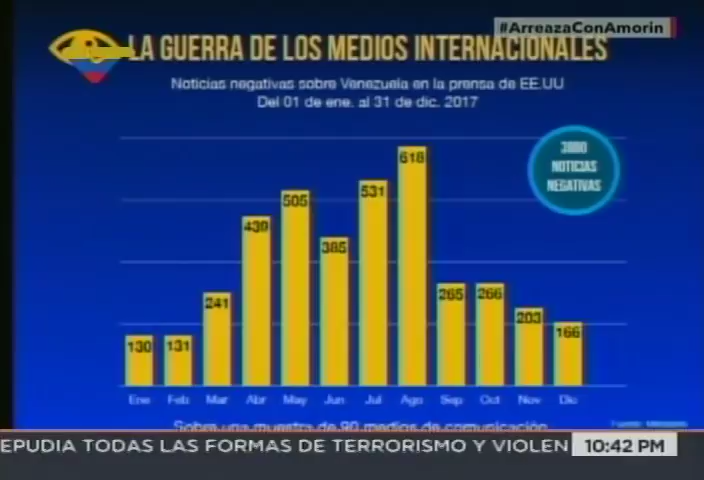 #ArreazaConAmorin
LA GUERRA DE LOS MEDIOS INTERNACIONALES
Noticias negativas sobre Venezuela en la prensa de EE.UU
Del 01 de ene. al 31 de dic. 2017
3880
NOTICIAS
NEGATIVAS
130 131 241 439 505 385 531 618 265 266 203 166
Ene Feb Mar Abr May Jun Jul Ago Sep Oct Nov Dic
Sobre una muestra de 90 medios de comunicación
EPUDIA TODAS LAS FORMAS DE TERRORISMO Y VIOLEN
10:42 PM